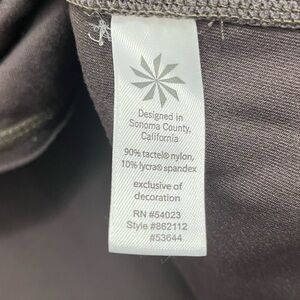 Designed in
Sonoma County,
California
90% tactel® nylon,
10% lycra® spandex
exclusive of
decoration
RN #54023
Style #862112
#53644